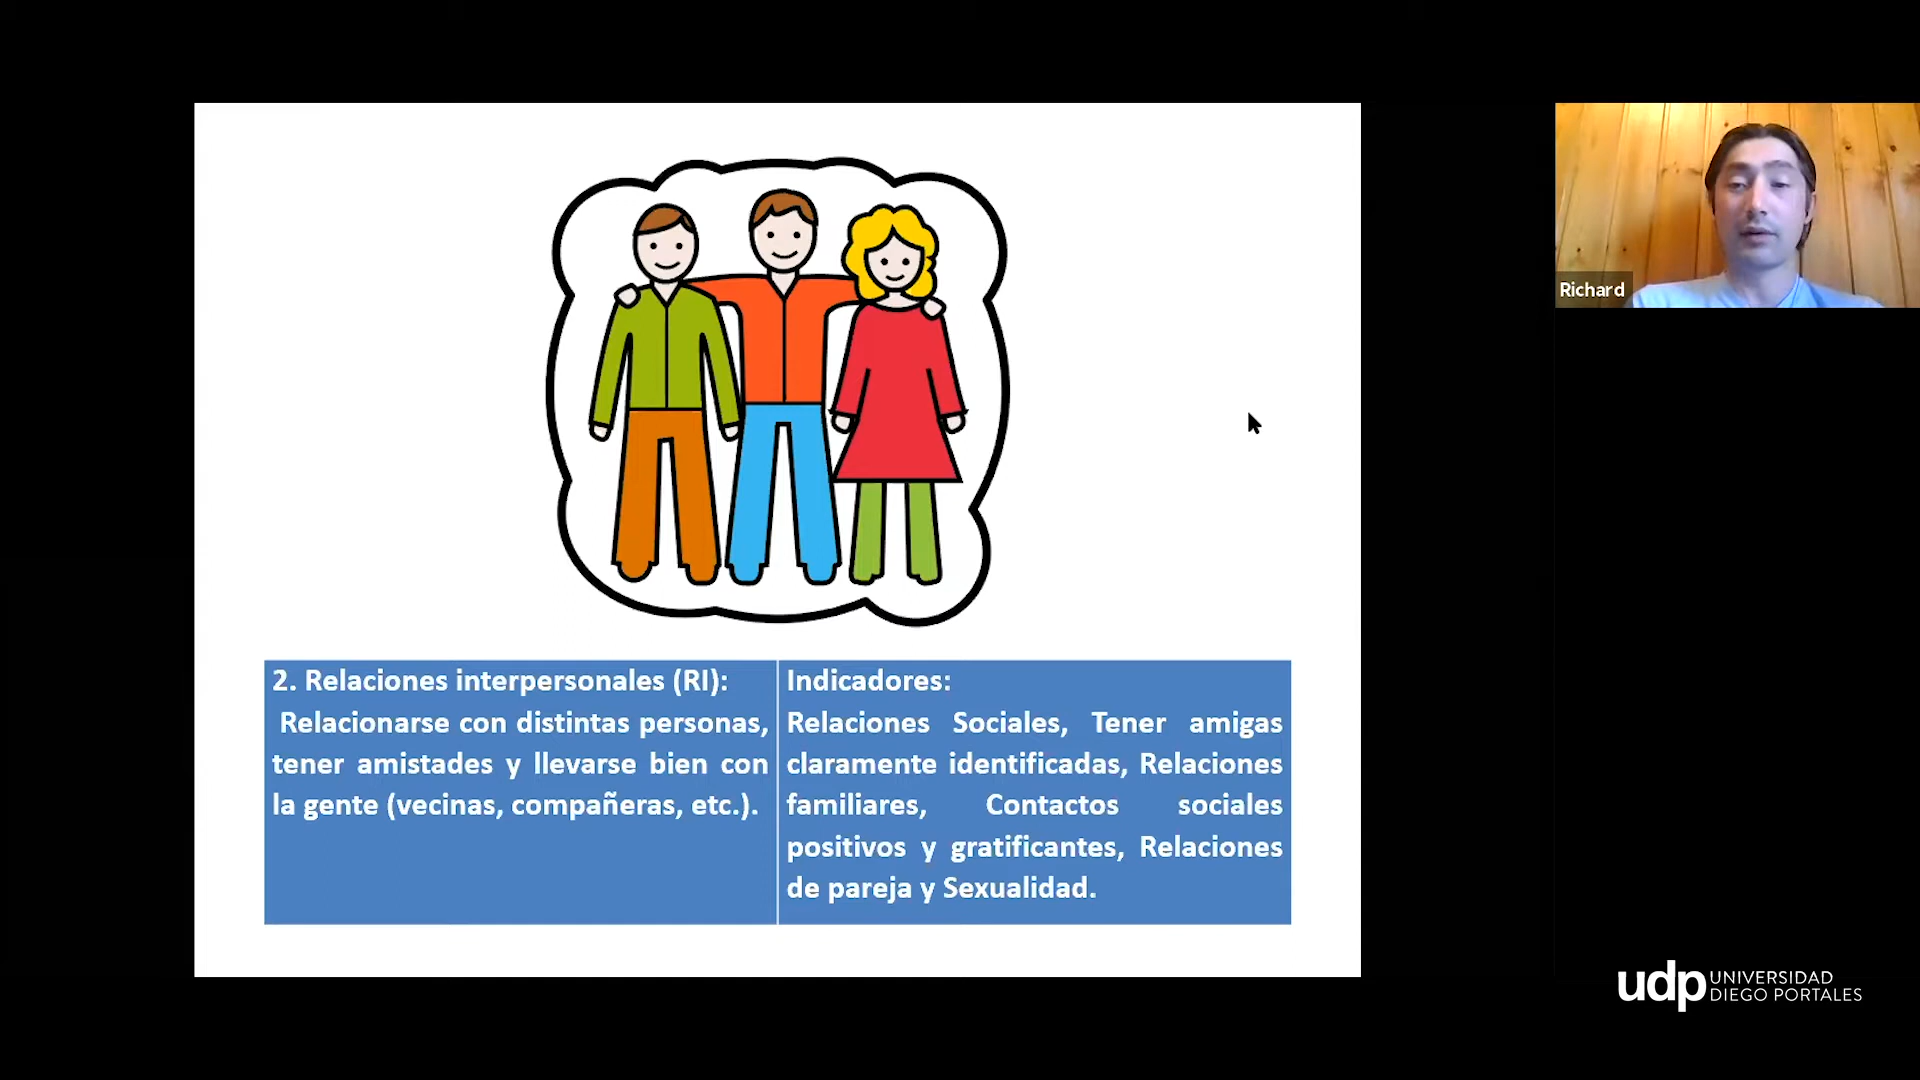 2. Relaciones interpersonales (RI):
Relacionarse con distintas personas,
tener amistades y llevarse bien con
la gente (vecinas, compañeras, etc.).
Indicadores:
Relaciones Sociales, Tener amigas
claramente identificadas, Relaciones
familiares, Contactos sociales
positivos y gratificantes, Relaciones
de pareja y Sexualidad.
Richard
udp UNIVERSIDAD
DIEGO PORTALES